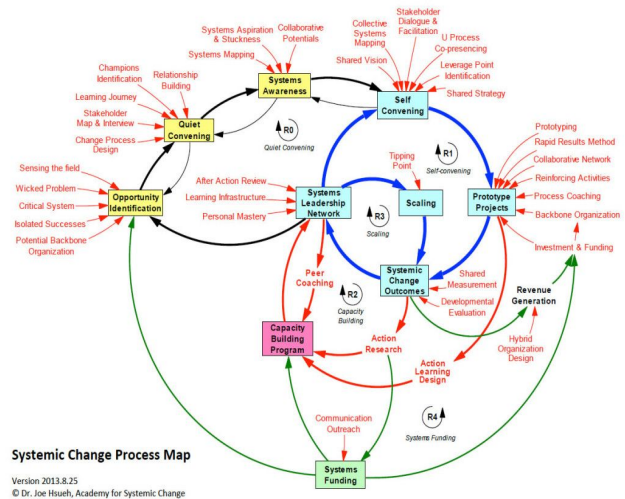 Systems Aspiration
& Stuckness
Collaborative
Potentials
Systems Mapping
Systems
Awareness
Collective
Systems
Mapping
Stakeholder
Dialogue &
Facilitation
U Process
Co-presencing
Leverage Point
Identification
Shared Vision
Shared Strategy
Self
Convening
Champions
Identification
Relationship
Building
Learning Journey
Stakeholder
Map & Interview
Change Process
Design
Quiet
Convening
R0
Quiet Convening
R1
Self-convening
Prototyping
Rapid Results Method
Collaborative Network
Reinforcing Activities
Process Coaching
Backbone Organization
Investment & Funding
Prototype
Projects
Sensing the field
Wicked Problem
Critical System
Isolated Successes
Potential Backbone
Organization
Opportunity
Identification
After Action Review
Learning Infrastructure
Personal Mastery
Systems
Leadership
Network
Tipping
Point
Scaling
R3
Scaling
Systemic
Change
Outcomes
Shared
Measurement
Developmental
Evaluation
Revenue
Generation
Hybrid
Organization
Design
Peer
Coaching
R2
Capacity
Building
Capacity
Building
Program
Action
Research
Action
Learning
Design
R4
Systems Funding
Communication
Outreach
Systems
Funding
Systemic Change Process Map
Version 2013.8.25
© Dr. Joe Hsueh, Academy for Systemic Change